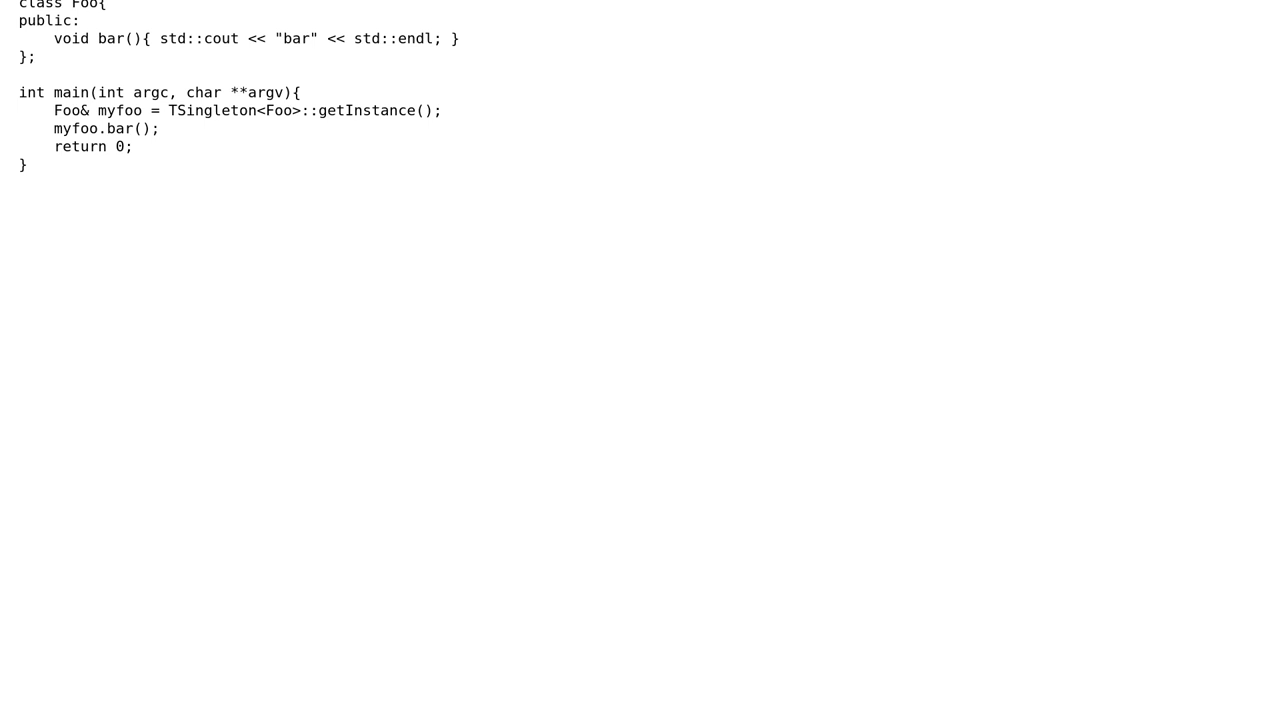 class Foo{
public:
    void bar(){ std::cout << "bar" << std::endl; }
};

int main(int argc, char **argv){
    Foo& myfoo = TSingleton<Foo>::getInstance();
    myfoo.bar();
    return 0;
}